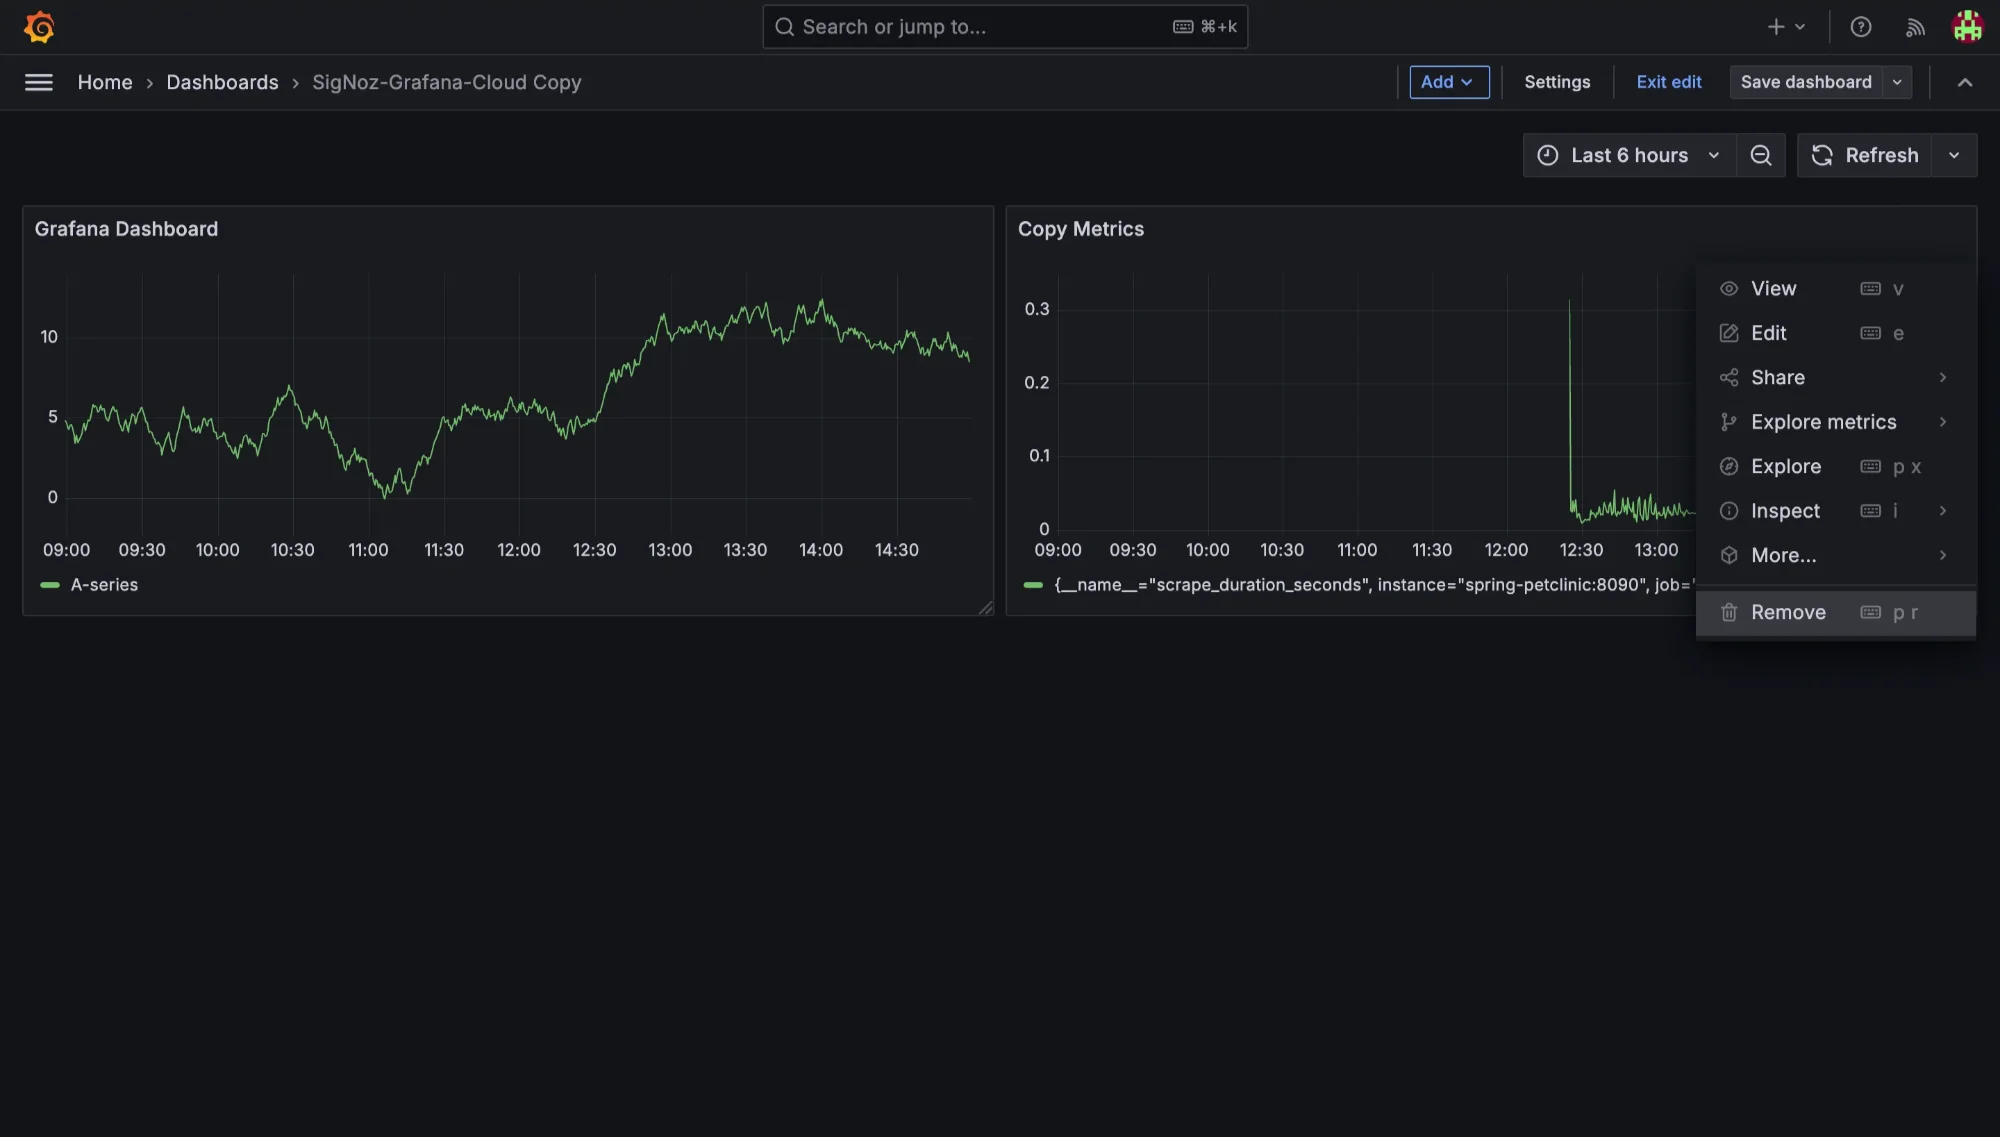 Search or jump to... ⌘+k
Home › Dashboards › SigNoz-Grafana-Cloud Copy
Add
Settings
Exit edit
Save dashboard
Last 6 hours
Refresh
Grafana Dashboard
10
5
0
09:00 09:30 10:00 10:30 11:00 11:30 12:00 12:30 13:00 13:30 14:00 14:30
A-series
Copy Metrics
0.3
0.2
0.1
0
09:00 09:30 10:00 10:30 11:00 11:30 12:00 12:30 13:00
{__name__="scrape_duration_seconds", instance="spring-petclinic:8090", job="
View v
Edit e
Share
Explore metrics
Explore p x
Inspect i
More...
Remove p r